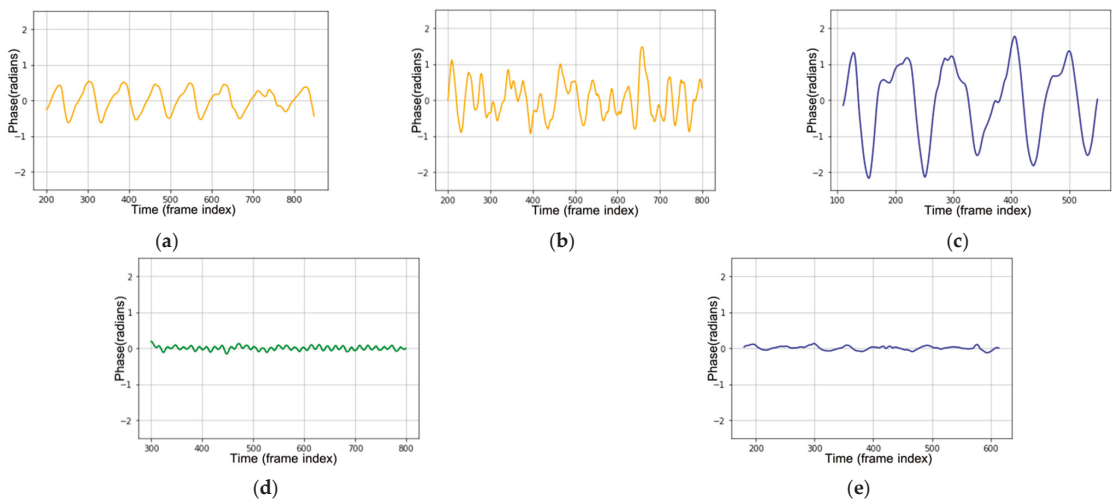 2
1
0
−1
−2
Phase(radians)
200 300 400 500 600 700 800
Time (frame index)
(a)
2
1
0
−1
−2
Phase(radians)
200 300 400 500 600 700 800
Time (frame index)
(b)
2
1
0
−1
−2
Phase(radians)
100 200 300 400 500
Time (frame index)
(c)
2
1
0
−1
−2
Phase(radians)
300 400 500 600 700 800
Time (frame index)
(d)
2
1
0
−1
−2
Phase(radians)
200 300 400 500 600
Time (frame index)
(e)